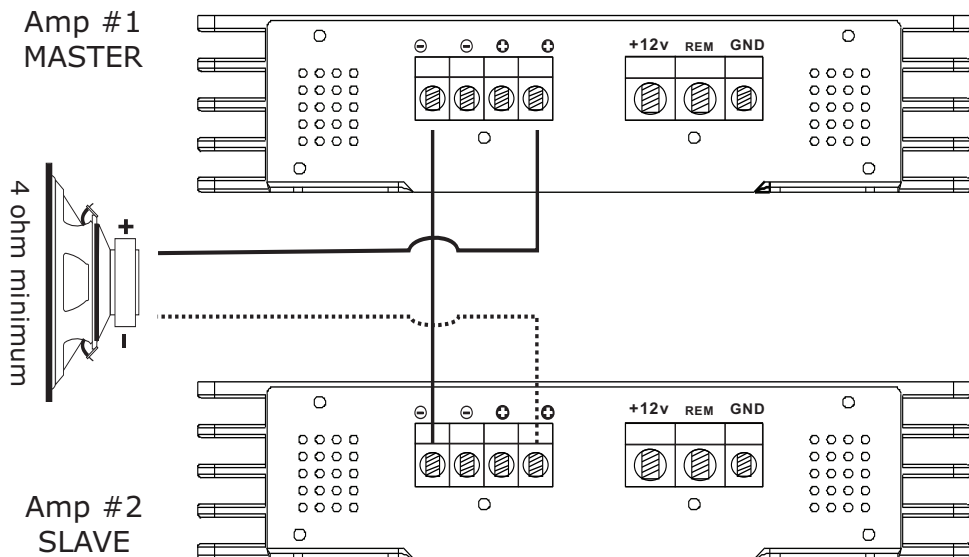 Amp #1
MASTER
⊖ ⊖ ⊕ ⊕
+12v REM GND
4 ohm minimum
+
-
⊖ ⊖ ⊕ ⊕
+12v REM GND
Amp #2
SLAVE